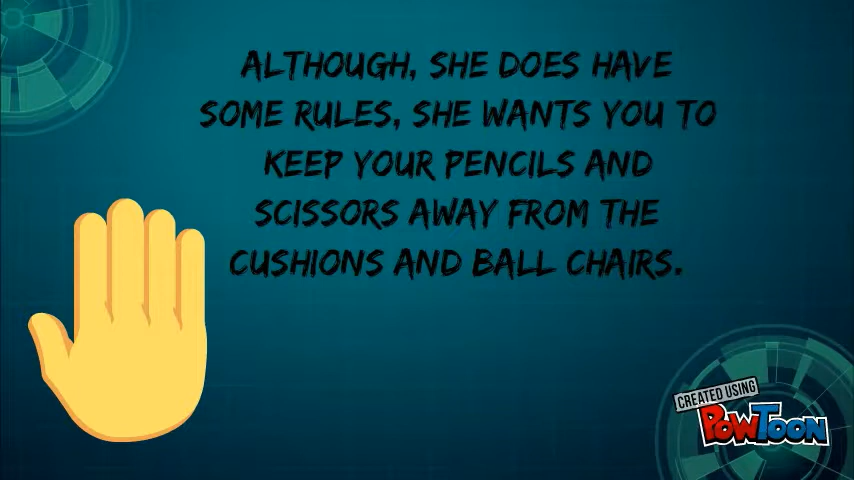 ALTHOUGH, SHE DOES HAVE
SOME RULES, SHE WANTS YOU TO
KEEP YOUR PENCILS AND
SCISSORS AWAY FROM THE
CUSHIONS AND BALL CHAIRS.
CREATED USING
POWTOON